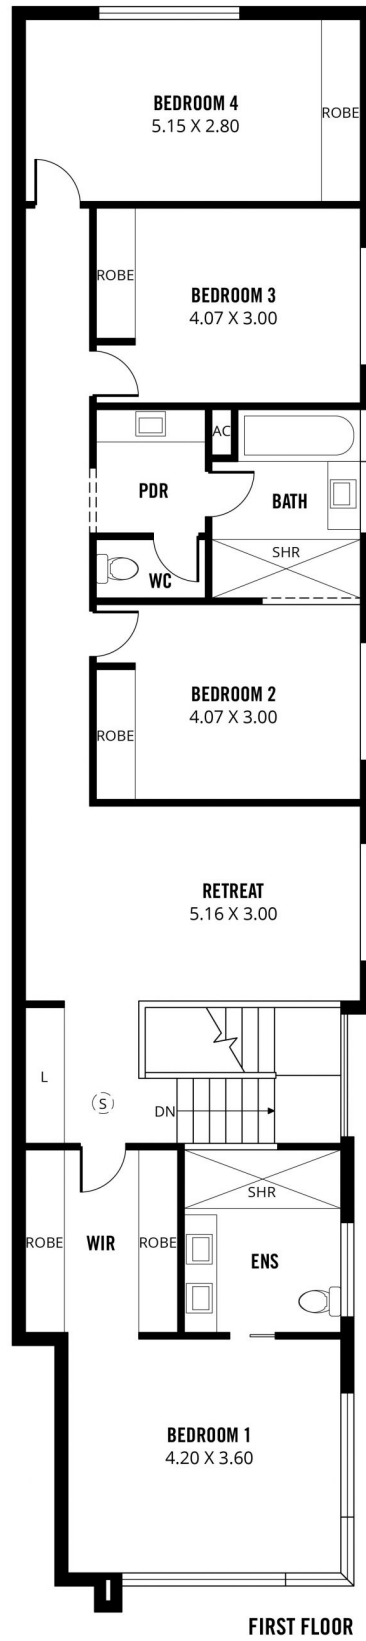 BEDROOM 4
5.15 X 2.80
ROBE
ROBE
BEDROOM 3
4.07 X 3.00
AC
PDR
BATH
SHR
WC
BEDROOM 2
4.07 X 3.00
ROBE
RETREAT
5.16 X 3.00
L
S
DN
SHR
ROBE
WIR
ROBE
ENS
BEDROOM 1
4.20 X 3.60
FIRST FLOOR